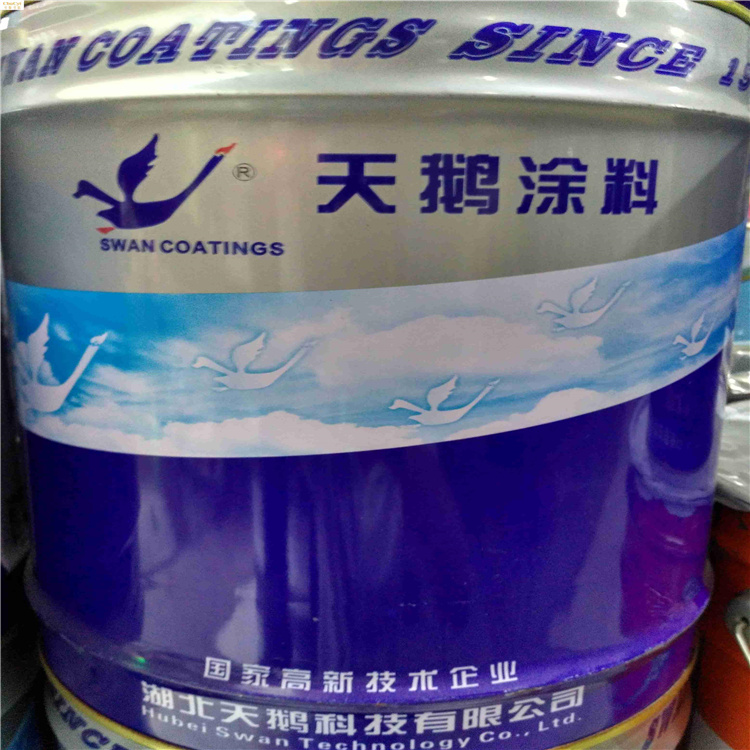 SWAN COATINGS SINCE
®
天鹅涂料
SWAN COATINGS
国家高新技术企业
湖北天鹅科技有限公司
Hubei Swan Technology Co., Ltd.
SINCE